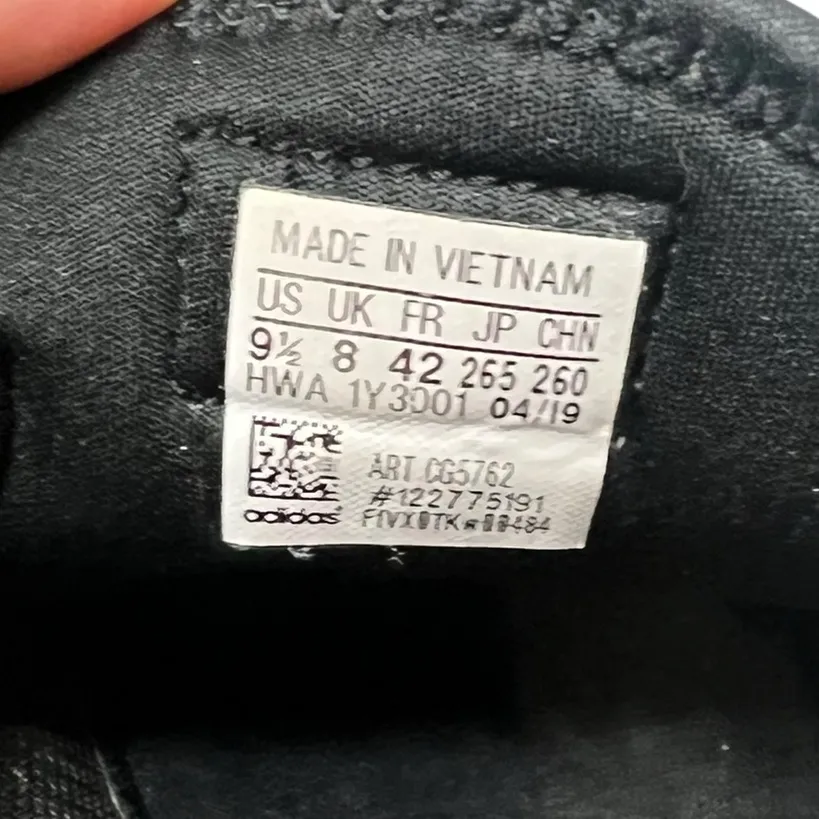 MADE IN VIETNAM
US UK FR JP CHN
9½ 8 42 265 260
HWA 1Y3001 04/19
ART CG5762
#122775191
adidas